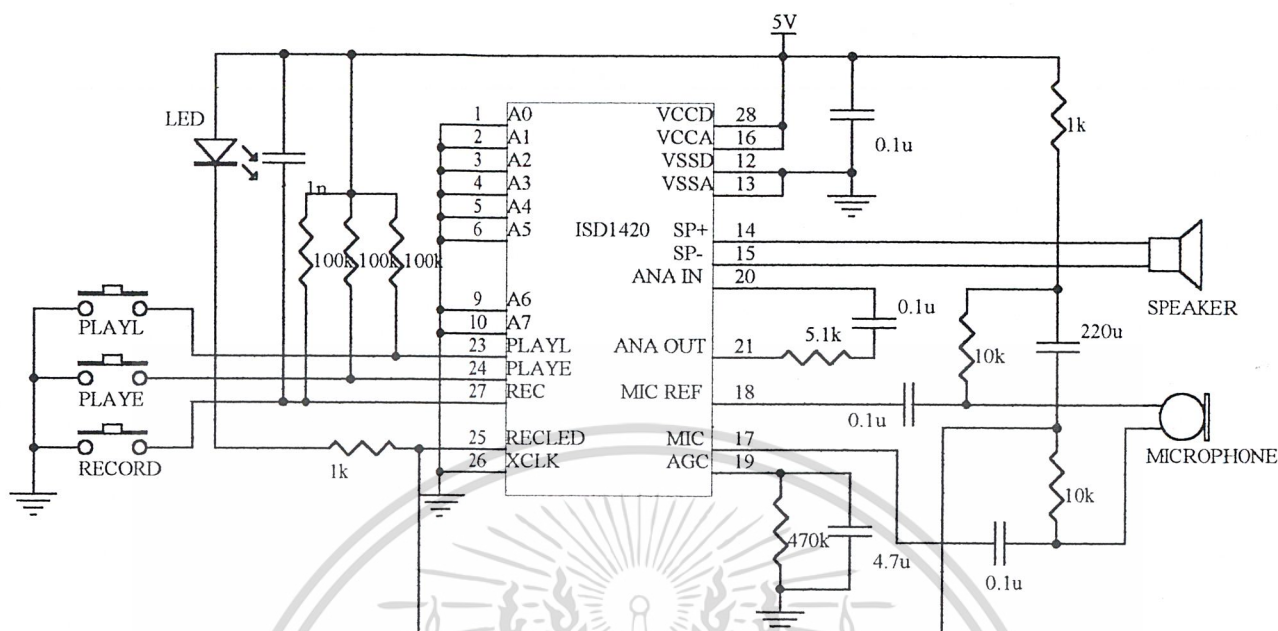 5V
LED
1n
100k 100k 100k
1k
PLAYL
PLAYE
RECORD
1 A0
2 A1
3 A2
4 A3
5 A4
6 A5
9 A6
10 A7
23 PLAYL
24 PLAYE
27 REC
25 RECLED
26 XCLK
ISD1420
VCCD 28
VCCA 16
VSSD 12
VSSA 13
SP+ 14
SP- 15
ANA IN 20
ANA OUT 21
MIC REF 18
MIC 17
AGC 19
0.1u
1k
SPEAKER
0.1u
5.1k
10k
220u
0.1u
MICROPHONE
10k
470k
4.7u
0.1u